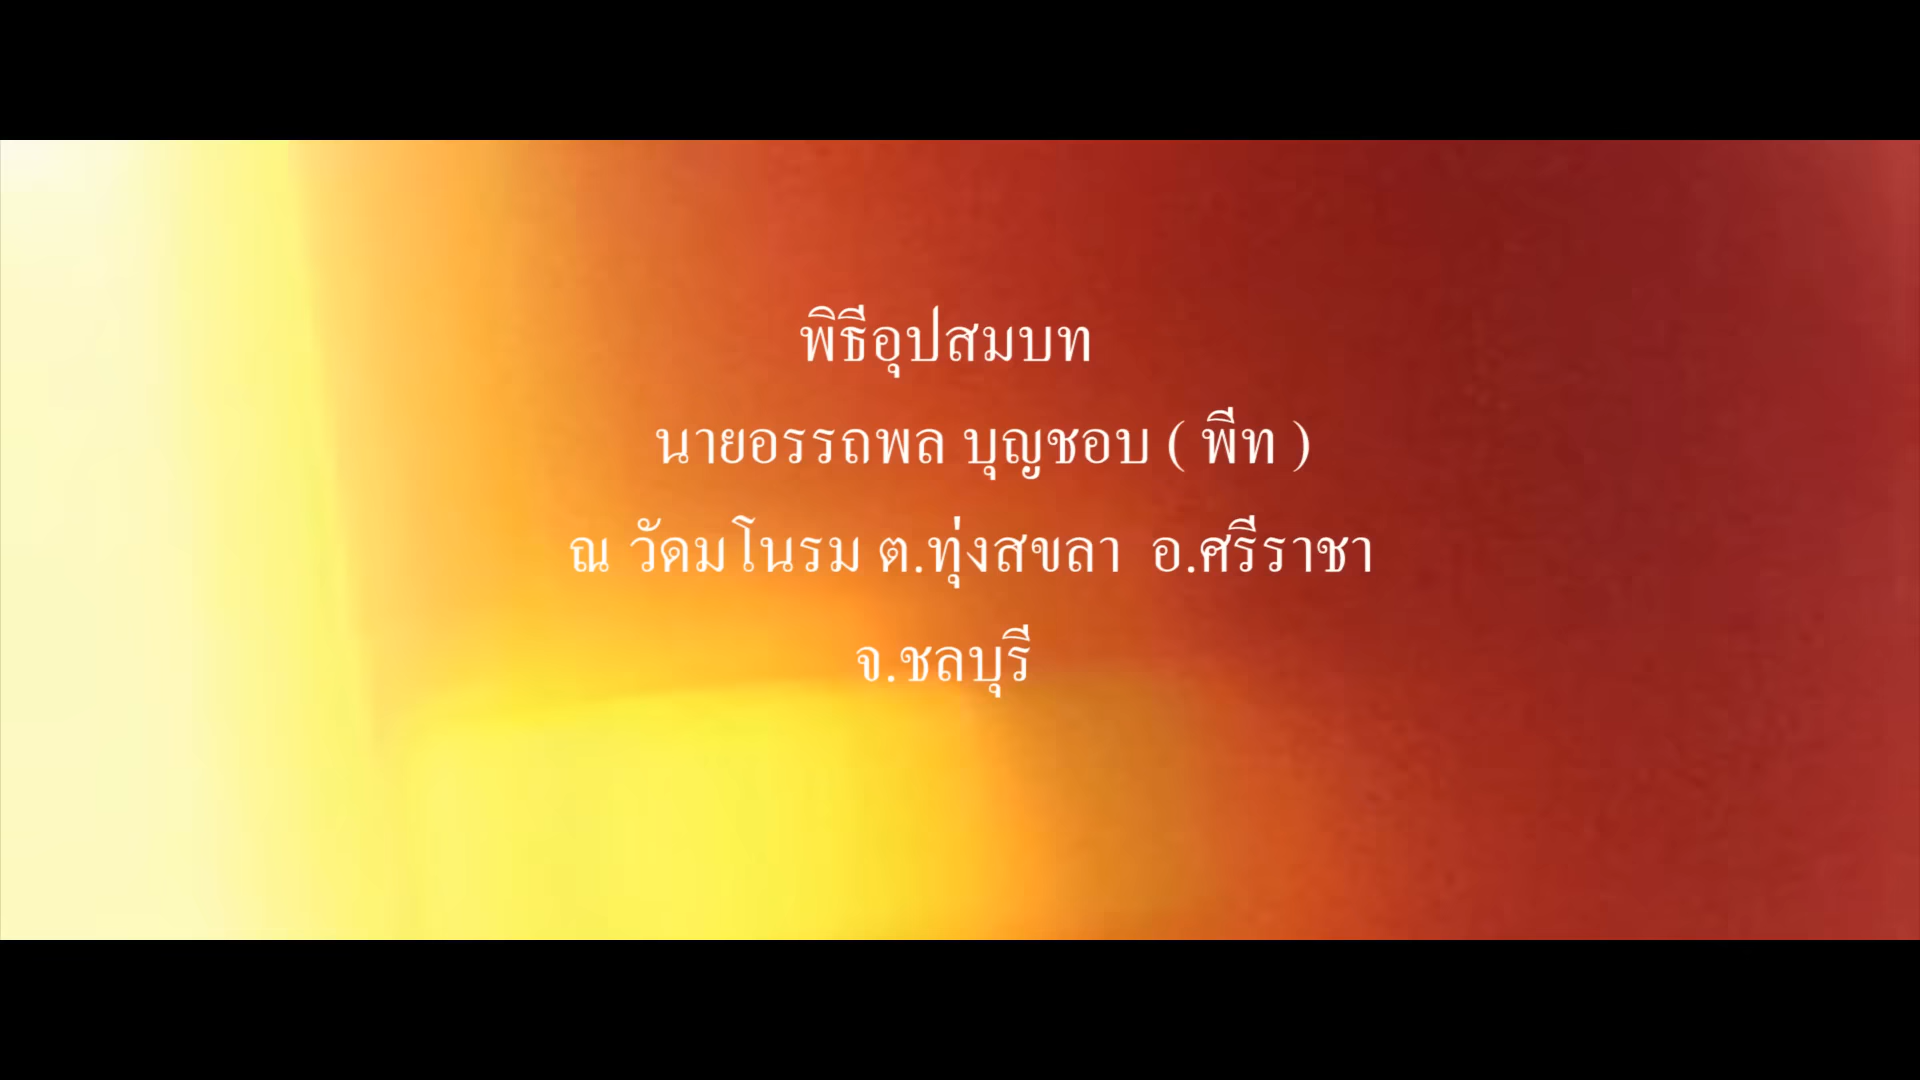 พิธีอุปสมบท
นายอรรถพล บุญชอบ ( พีท )
ณ วัดมโนรม ต.ทุ่งสขลา อ.ศรีราชา
จ.ชลบุรี